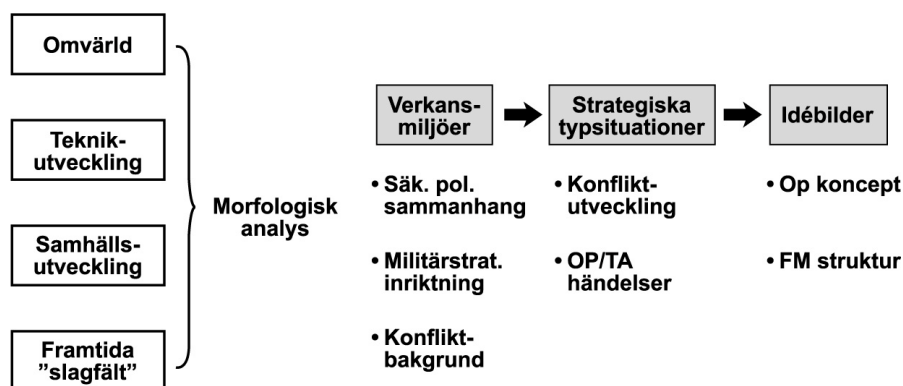 Omvärld
Teknik-
utveckling
Samhälls-
utveckling
Framtida
”slagfält”
Morfologisk
analys
Verkans-
miljöer
• Säk. pol.
sammanhang
• Militärstrat.
inriktning
• Konflikt-
bakgrund
Strategiska
typsituationer
• Konflikt-
utveckling
• OP/TA
händelser
Idébilder
• Op koncept
• FM struktur